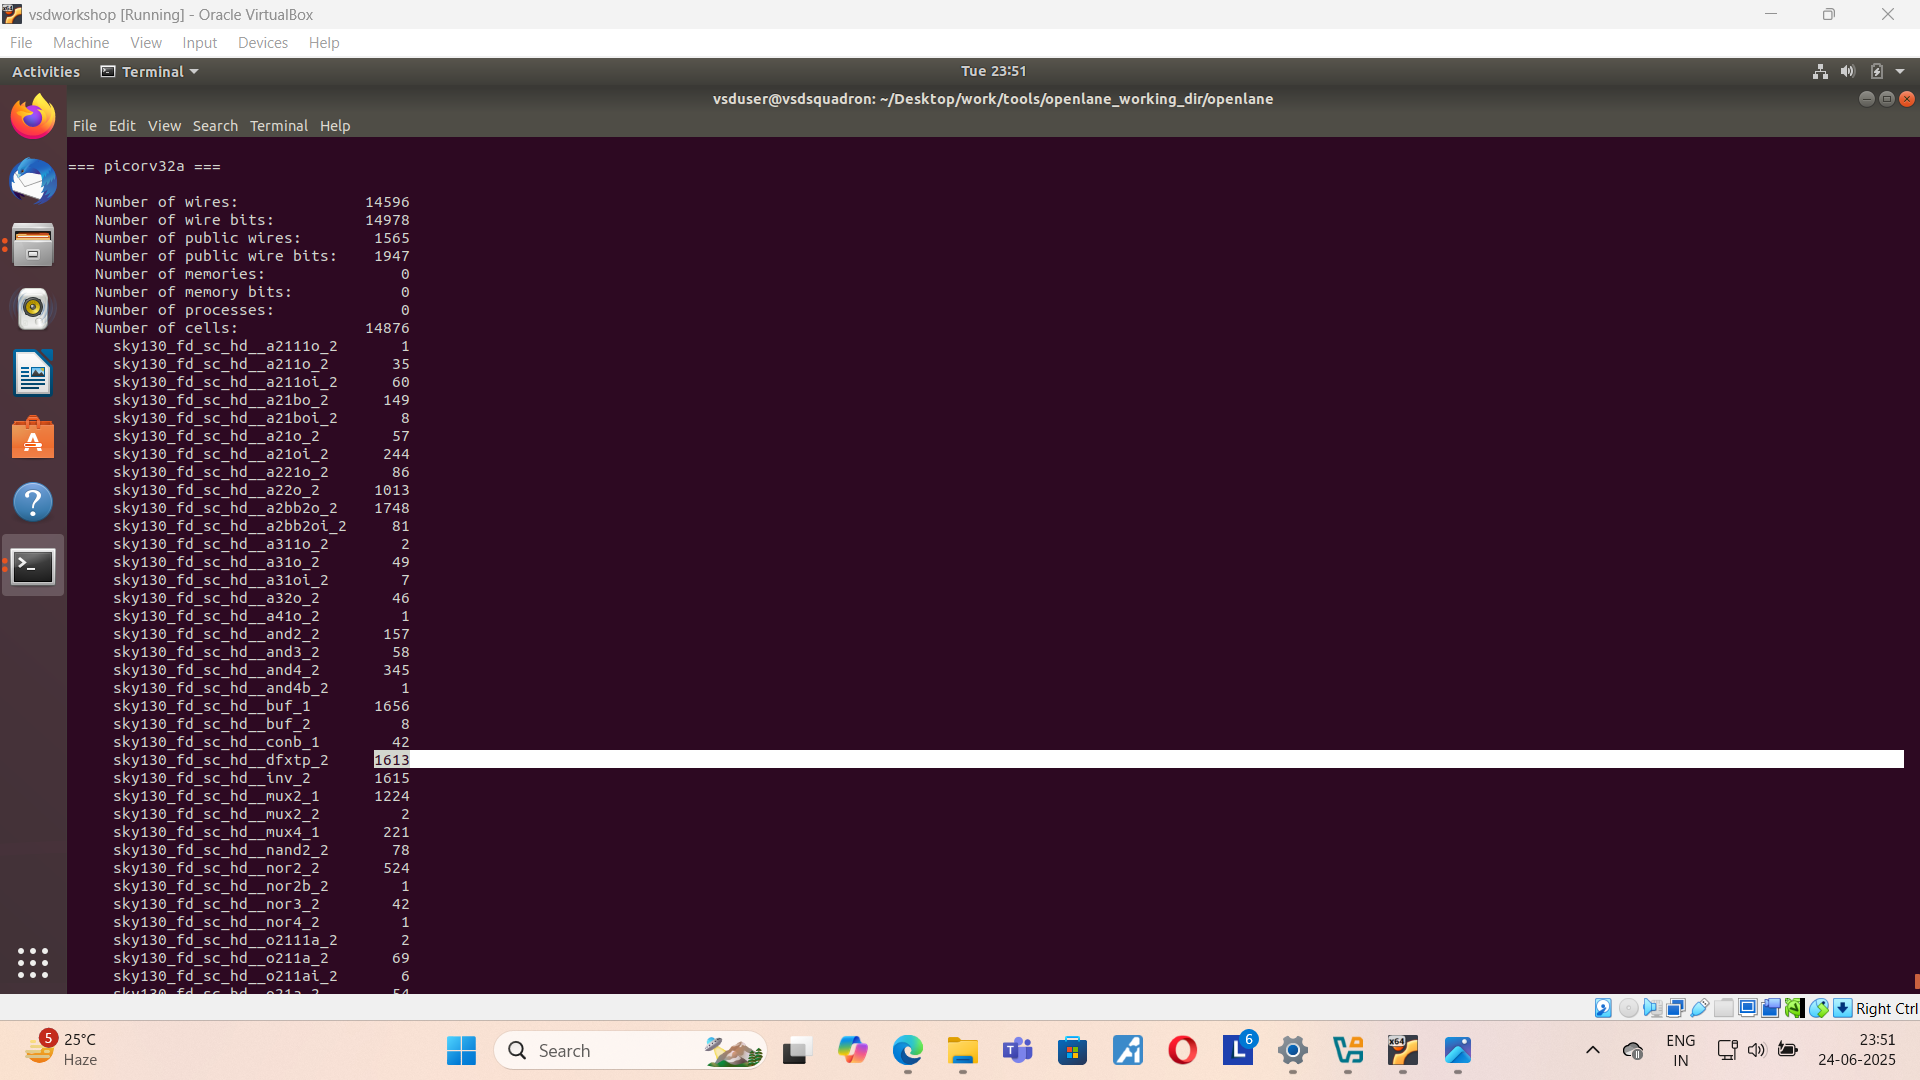 vsdworkshop [Running] - Oracle VirtualBox
File Machine View Input Devices Help
Activities Terminal Tue 23:51
vsduser@vsdsquadron: ~/Desktop/work/tools/openlane_working_dir/openlane
File Edit View Search Terminal Help
=== picorv32a ===
Number of wires: 14596
Number of wire bits: 14978
Number of public wires: 1565
Number of public wire bits: 1947
Number of memories: 0
Number of memory bits: 0
Number of processes: 0
Number of cells: 14876
sky130_fd_sc_hd__a2111o_2 1
sky130_fd_sc_hd__a211o_2 35
sky130_fd_sc_hd__a211oi_2 60
sky130_fd_sc_hd__a21bo_2 149
sky130_fd_sc_hd__a21boi_2 8
sky130_fd_sc_hd__a21o_2 57
sky130_fd_sc_hd__a21oi_2 244
sky130_fd_sc_hd__a221o_2 86
sky130_fd_sc_hd__a22o_2 1013
sky130_fd_sc_hd__a2bb2o_2 1748
sky130_fd_sc_hd__a2bb2oi_2 81
sky130_fd_sc_hd__a311o_2 2
sky130_fd_sc_hd__a31o_2 49
sky130_fd_sc_hd__a31oi_2 7
sky130_fd_sc_hd__a32o_2 46
sky130_fd_sc_hd__a41o_2 1
sky130_fd_sc_hd__and2_2 157
sky130_fd_sc_hd__and3_2 58
sky130_fd_sc_hd__and4_2 345
sky130_fd_sc_hd__and4b_2 1
sky130_fd_sc_hd__buf_1 1656
sky130_fd_sc_hd__buf_2 8
sky130_fd_sc_hd__conb_1 42
sky130_fd_sc_hd__dfxtp_2 1613
sky130_fd_sc_hd__inv_2 1615
sky130_fd_sc_hd__mux2_1 1224
sky130_fd_sc_hd__mux2_2 2
sky130_fd_sc_hd__mux4_1 221
sky130_fd_sc_hd__nand2_2 78
sky130_fd_sc_hd__nor2_2 524
sky130_fd_sc_hd__nor2b_2 1
sky130_fd_sc_hd__nor3_2 42
sky130_fd_sc_hd__nor4_2 1
sky130_fd_sc_hd__o2111a_2 2
sky130_fd_sc_hd__o211a_2 69
sky130_fd_sc_hd__o211ai_2 6
sky130_fd_sc_hd__o21a_2 54
Right Ctrl
5 25°C
Haze
Search
6
ENG
IN
23:51
24-06-2025